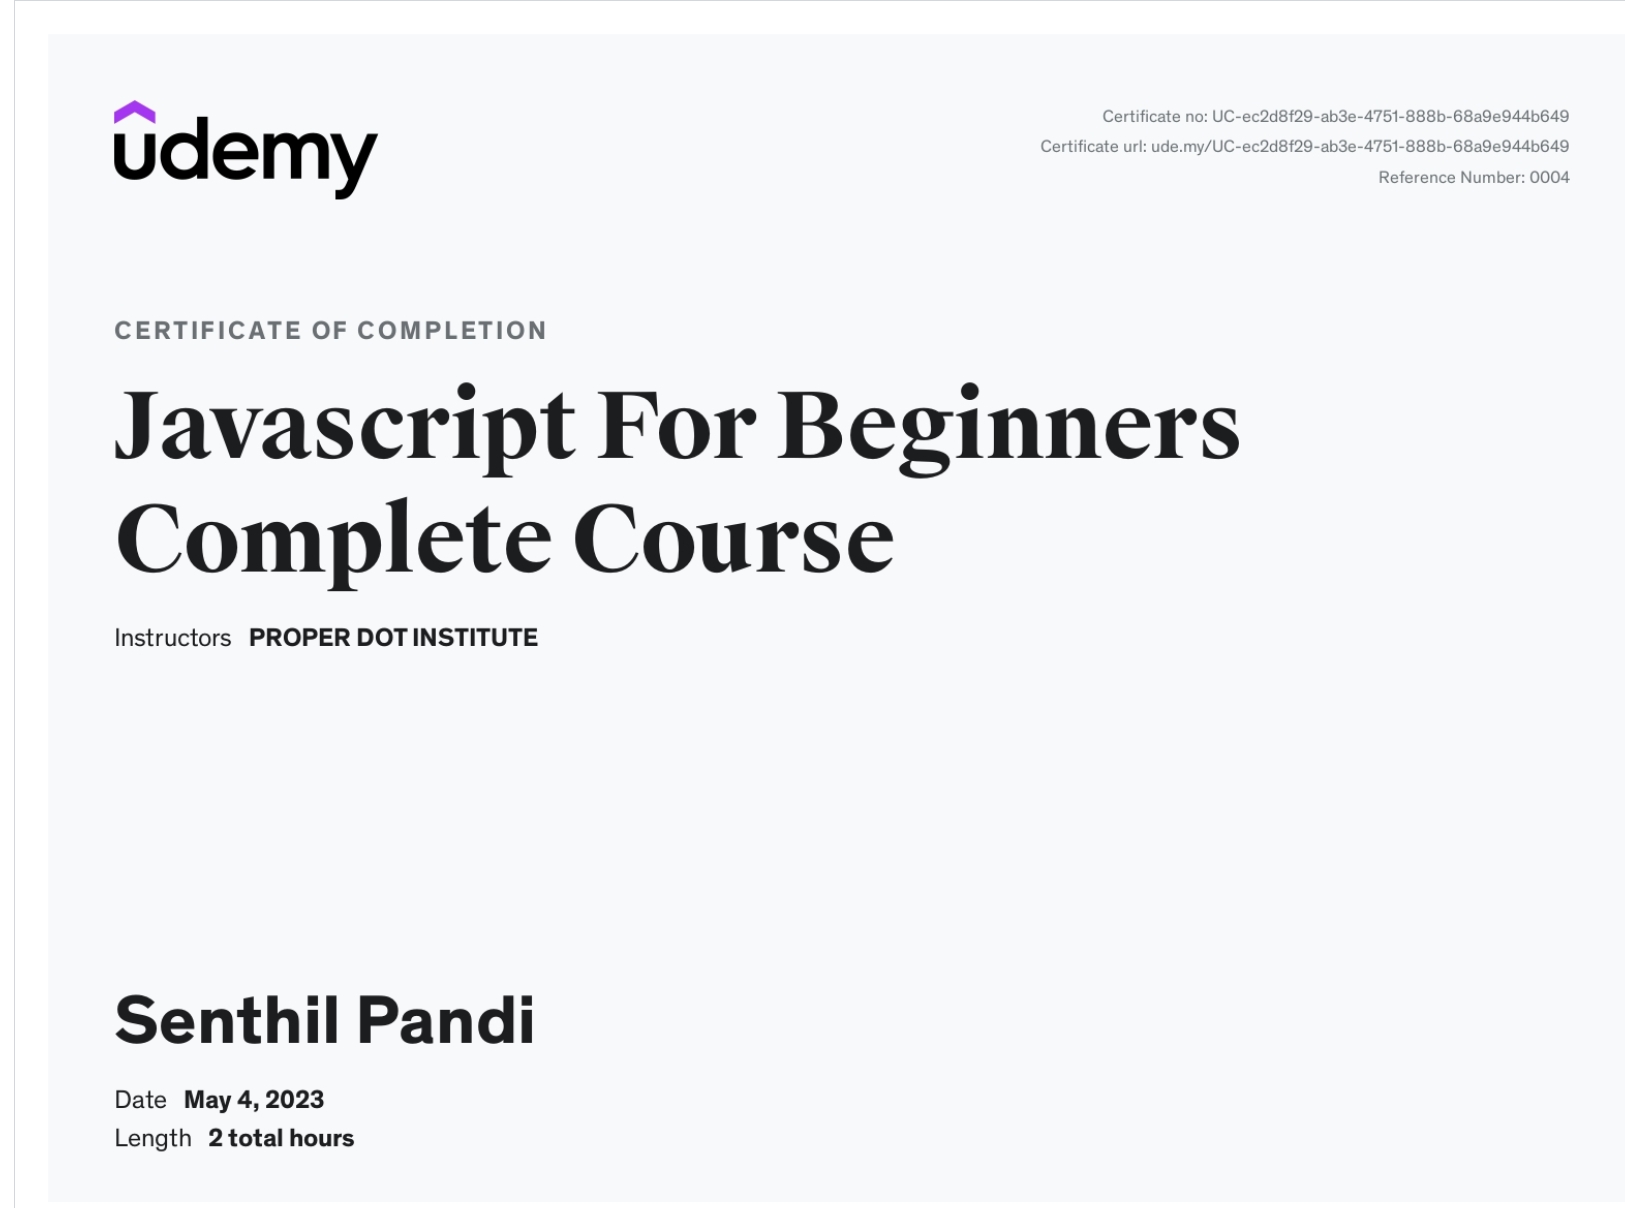 udemy
Certificate no: UC-ec2d8f29-ab3e-4751-888b-68a9e944b649
Certificate url: ude.my/UC-ec2d8f29-ab3e-4751-888b-68a9e944b649
Reference Number: 0004
CERTIFICATE OF COMPLETION
Javascript For Beginners
Complete Course
Instructors PROPER DOT INSTITUTE
Senthil Pandi
Date May 4, 2023
Length 2 total hours